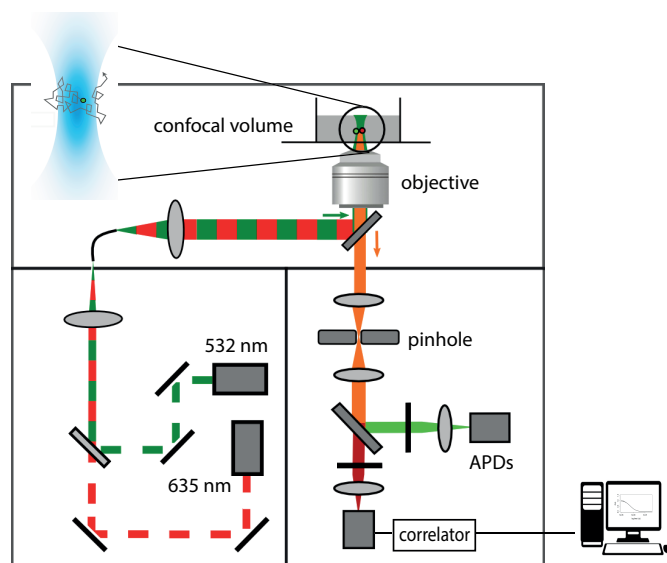 confocal volume
objective
532 nm
pinhole
635 nm
APDs
correlator